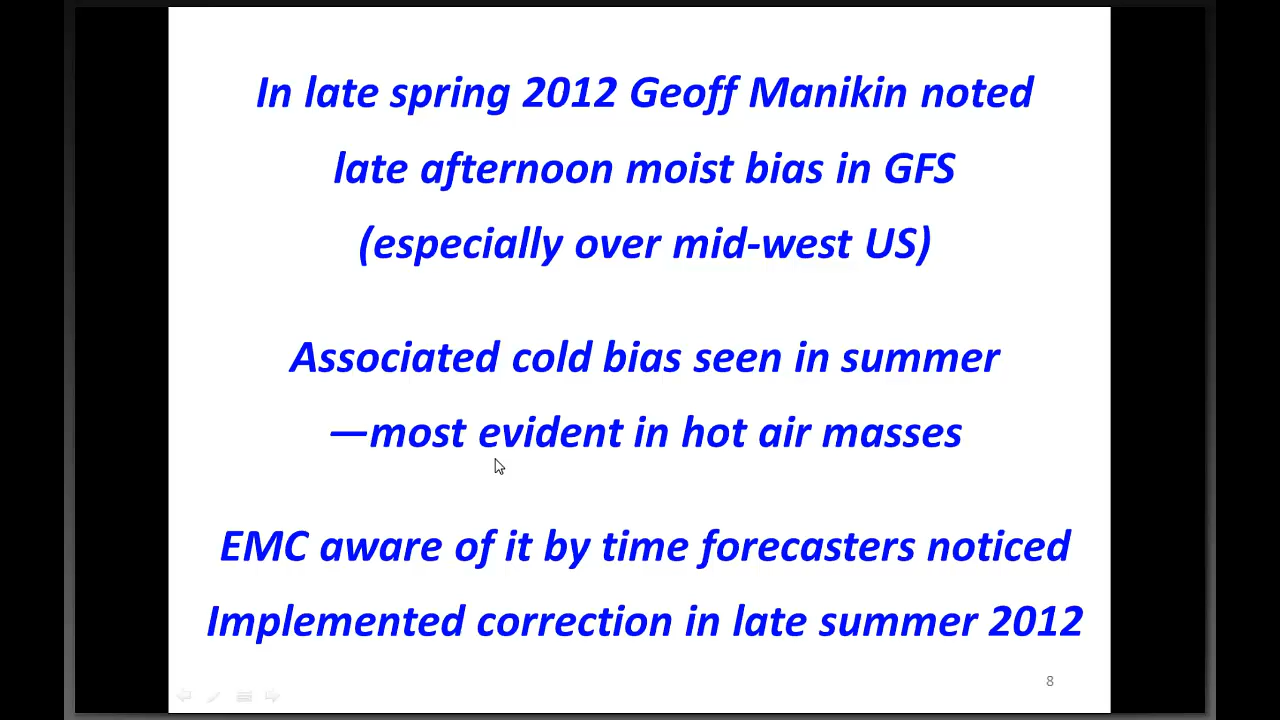 In late spring 2012 Geoff Manikin noted
late afternoon moist bias in GFS
(especially over mid-west US)
Associated cold bias seen in summer
—most evident in hot air masses
EMC aware of it by time forecasters noticed
Implemented correction in late summer 2012
8